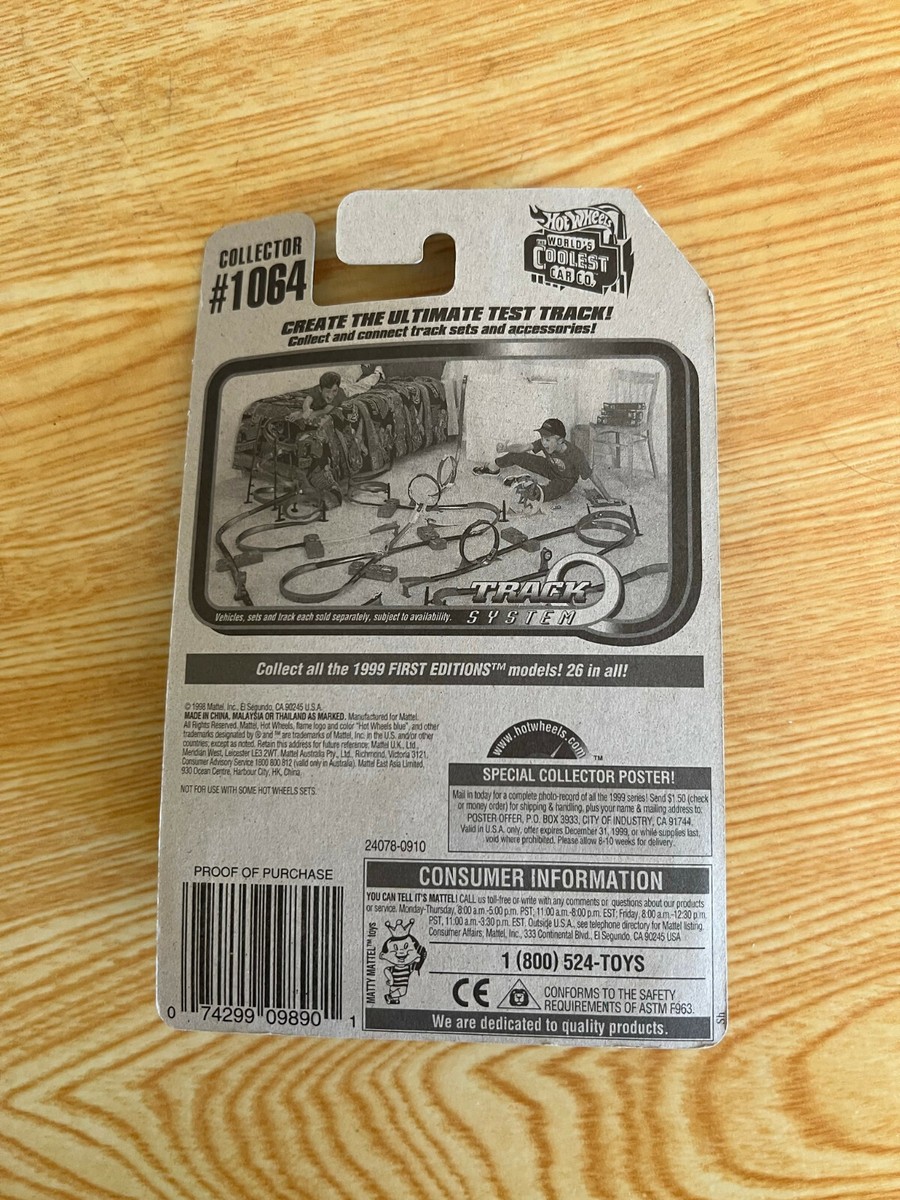 COLLECTOR
#1064
HOT WHEELS
THE WORLD'S
COOLEST
CAR CO.™
CREATE THE ULTIMATE TEST TRACK!
Collect and connect track sets and accessories!
TRACK
SYSTEM
Vehicles, sets and track each sold separately, subject to availability.
Collect all the 1999 FIRST EDITIONS™ models! 26 in all!
© 1998 Mattel, Inc., El Segundo, CA 90245 U.S.A.
MADE IN CHINA, MALAYSIA OR THAILAND AS MARKED. Manufactured for Mattel.
All Rights Reserved. Mattel, Hot Wheels, flame logo and color "Hot Wheels blue", and other
trademarks designated by ® and ™ are trademarks of Mattel, Inc. in the U.S. and/or other
countries, except as noted. Retain this address for future reference: Mattel U.K., Ltd.,
Meridian West, Leicester LE3 2WT. Mattel Australia Pty., Ltd., Richmond, Victoria 3121.
Consumer Advisory Service 1800 800 812 (valid only in Australia). Mattel East Asia Limited,
930 Ocean Centre, Harbour City, HK, China.
NOT FOR USE WITH SOME HOT WHEELS SETS.
www.hotwheels.com
™
SPECIAL COLLECTOR POSTER!
Mail in today for a complete photo-record of all the 1999 series! Send $1.50 (check
or money order) for shipping & handling, plus your name & mailing address to:
POSTER OFFER, P.O. BOX 3933, CITY OF INDUSTRY, CA 91744.
Valid in U.S.A. only, offer expires December 31, 1999, or while supplies last,
void where prohibited. Please allow 8-10 weeks for delivery.
24078-0910
PROOF OF PURCHASE
0 74299 09890 1
CONSUMER INFORMATION
YOU CAN TELL IT'S MATTEL! CALL us toll-free or write with any comments or questions about our products
or service. Monday-Thursday, 8:00 a.m.-5:00 p.m. PST; 11:00 a.m.-8:00 p.m. EST; Friday, 8:00 a.m.-12:30 p.m.
PST, 11:00 a.m.-3:30 p.m. EST. Outside U.S.A., see telephone directory for Mattel listing.
Consumer Affairs, Mattel, Inc., 333 Continental Blvd., El Segundo, CA 90245 USA
MATTY MATTEL™ toys
1 (800) 524-TOYS
CE
CONFORMS TO THE SAFETY
REQUIREMENTS OF ASTM F963.
We are dedicated to quality products.
Sh